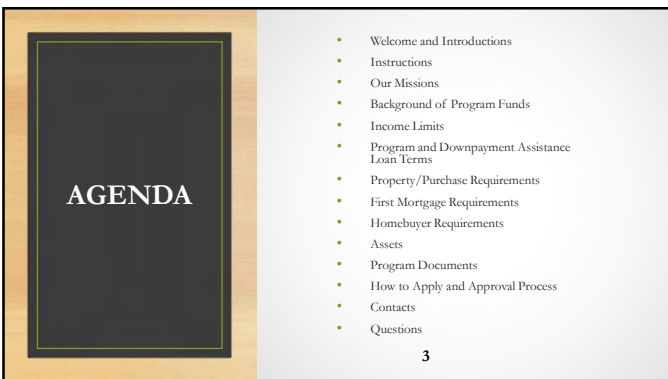 AGENDA
• Welcome and Introductions
• Instructions
• Our Missions
• Background of Program Funds
• Income Limits
• Program and Downpayment Assistance
Loan Terms
• Property/Purchase Requirements
• First Mortgage Requirements
• Homebuyer Requirements
• Assets
• Program Documents
• How to Apply and Approval Process
• Contacts
• Questions
3